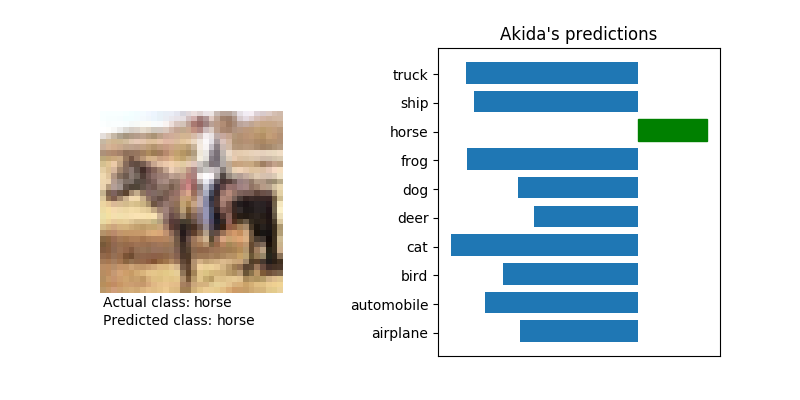 Akida's predictions
truck
ship
horse
frog
dog
deer
cat
bird
automobile
airplane
Actual class: horse
Predicted class: horse